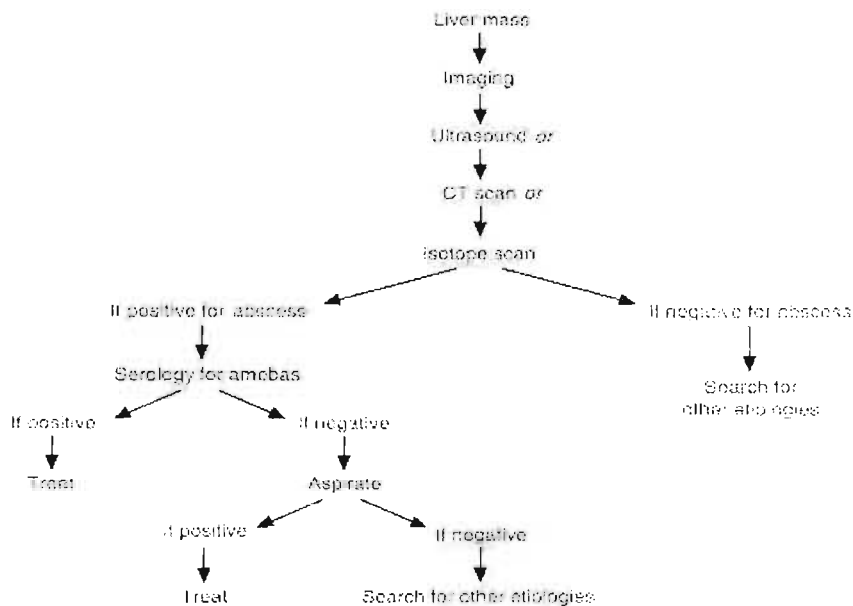 Liver mass
Imaging
Ultrasound or
CT scan or
Isotope scan
If positive for abscess
If negative for abscess
Serology for amebas
Search for
other etiologies
If positive
If negative
Treat
Aspirate
If positive
If negative
Treat
Search for other etiologies